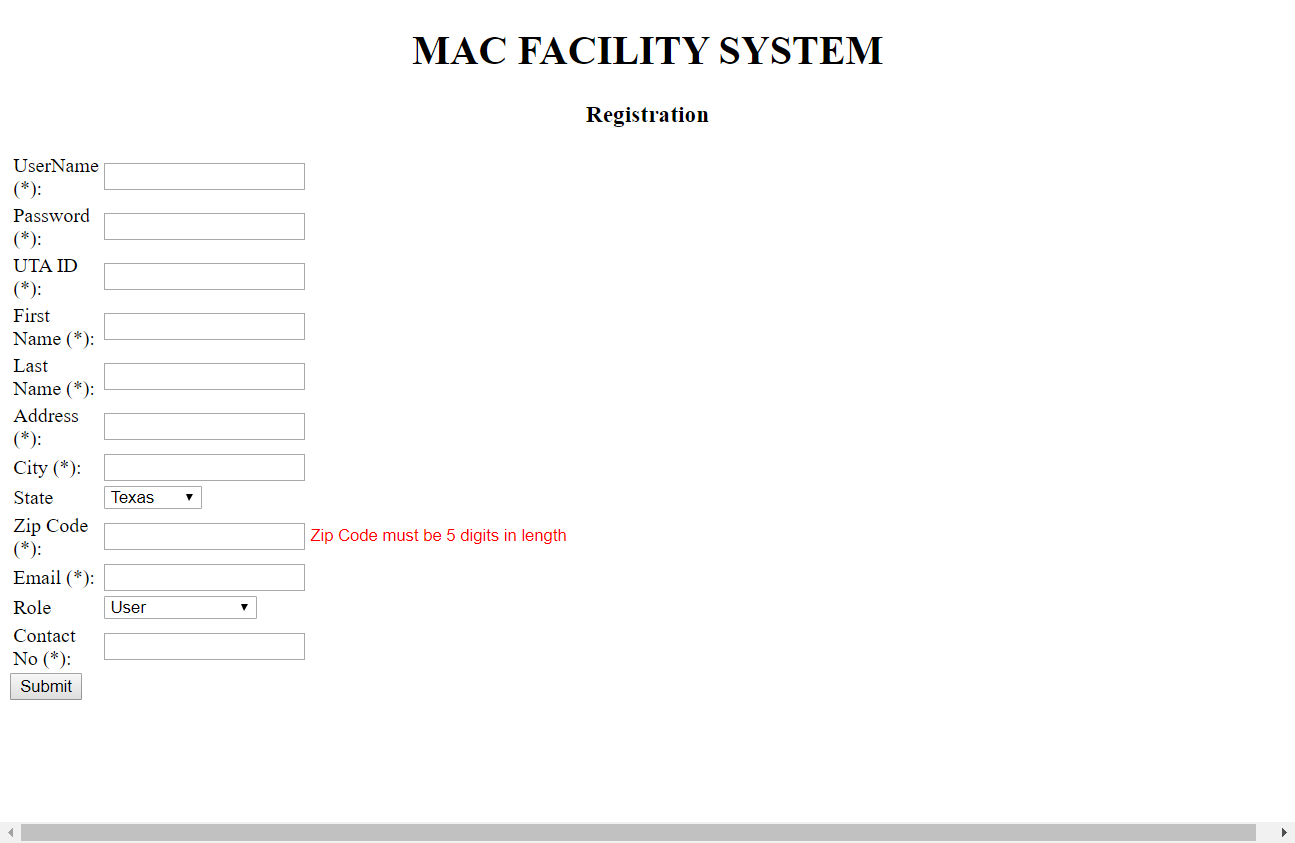 MAC FACILITY SYSTEM
Registration
UserName
(*):
Password
(*):
UTA ID
(*):
First
Name (*):
Last
Name (*):
Address
(*):
City (*):
State Texas
Zip Code
(*):
Zip Code must be 5 digits in length
Email (*):
Role User
Contact
No (*):
Submit